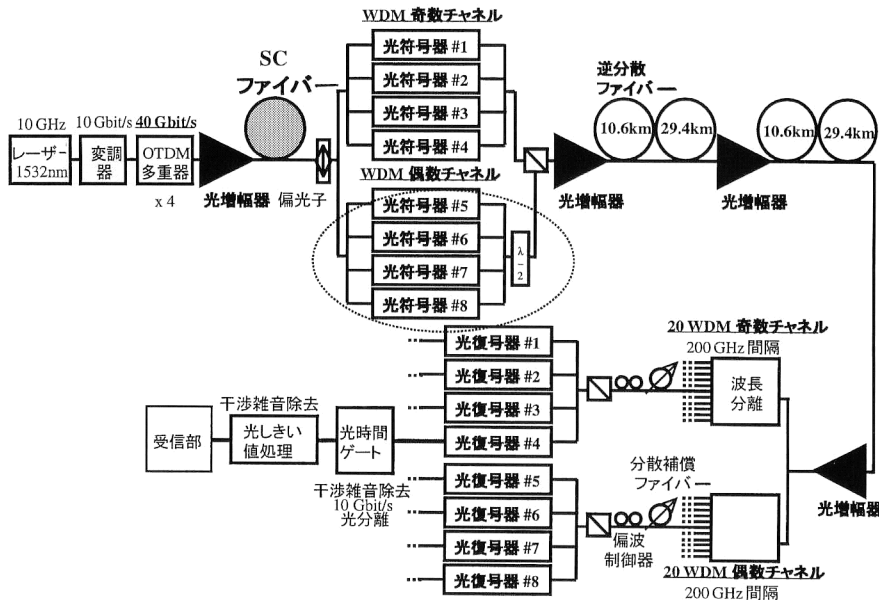 WDM 奇数チャネル
光符号器 #1
光符号器 #2
光符号器 #3
光符号器 #4
SC
ファイバー
10 GHz
10 Gbit/s
40 Gbit/s
レーザー
1532nm
変調
器
OTDM
多重器
x 4
光増幅器
偏光子
WDM 偶数チャネル
光符号器 #5
光符号器 #6
光符号器 #7
光符号器 #8
λ
2
逆分散
ファイバー
10.6km
29.4km
10.6km
29.4km
光増幅器
光増幅器
光復号器 #1
光復号器 #2
光復号器 #3
光復号器 #4
20 WDM 奇数チャネル
200 GHz 間隔
波長
分離
干渉雑音除去
受信部
光しきい
値処理
光時間
ゲート
干渉雑音除去
10 Gbit/s
光分離
光復号器 #5
光復号器 #6
光復号器 #7
光復号器 #8
分散補償
ファイバー
偏波
制御器
光増幅器
20 WDM 偶数チャネル
200 GHz 間隔